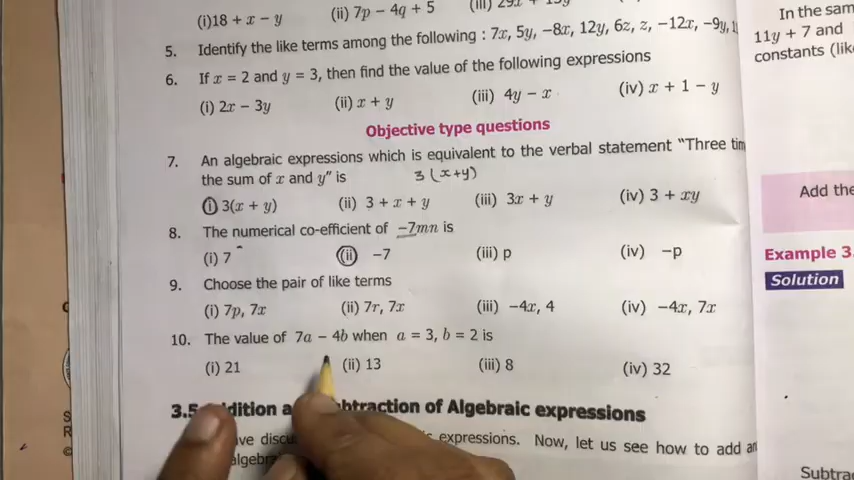 (i)18 + x − y (ii) 7p − 4q + 5 (iii) 29x + 13y
5. Identify the like terms among the following : 7x, 5y, −8x, 12y, 6z, z, −12x, −9y,
6. If x = 2 and y = 3, then find the value of the following expressions
(i) 2x − 3y (ii) x + y (iii) 4y − x (iv) x + 1 − y
Objective type questions
7. An algebraic expressions which is equivalent to the verbal statement “Three
the sum of x and y” is 3(x+y)
(i) 3(x + y) (ii) 3 + x + y (iii) 3x + y (iv) 3 + xy
8. The numerical co-efficient of −7mn is
(i) 7 (ii) −7 (iii) p (iv) −p
9. Choose the pair of like terms
(i) 7p, 7x (ii) 7r, 7x (iii) −4x, 4 (iv) −4x, 7x
10. The value of 7a − 4b when a = 3, b = 2 is
(i) 21 (ii) 13 (iii) 8 (iv) 32
of Algebraic expressions
expressions. Now, let us see how to add
In the
11y + 7 and
constants
Add the
Example 3.
Solution